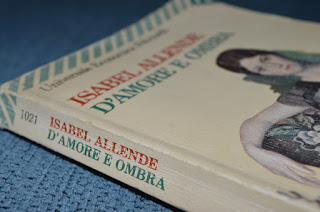 Universale Economica Feltrinelli
ISABEL ALLENDE
D'AMORE E OMBRA
1021
ISABEL ALLENDE
D'AMORE E OMBRA